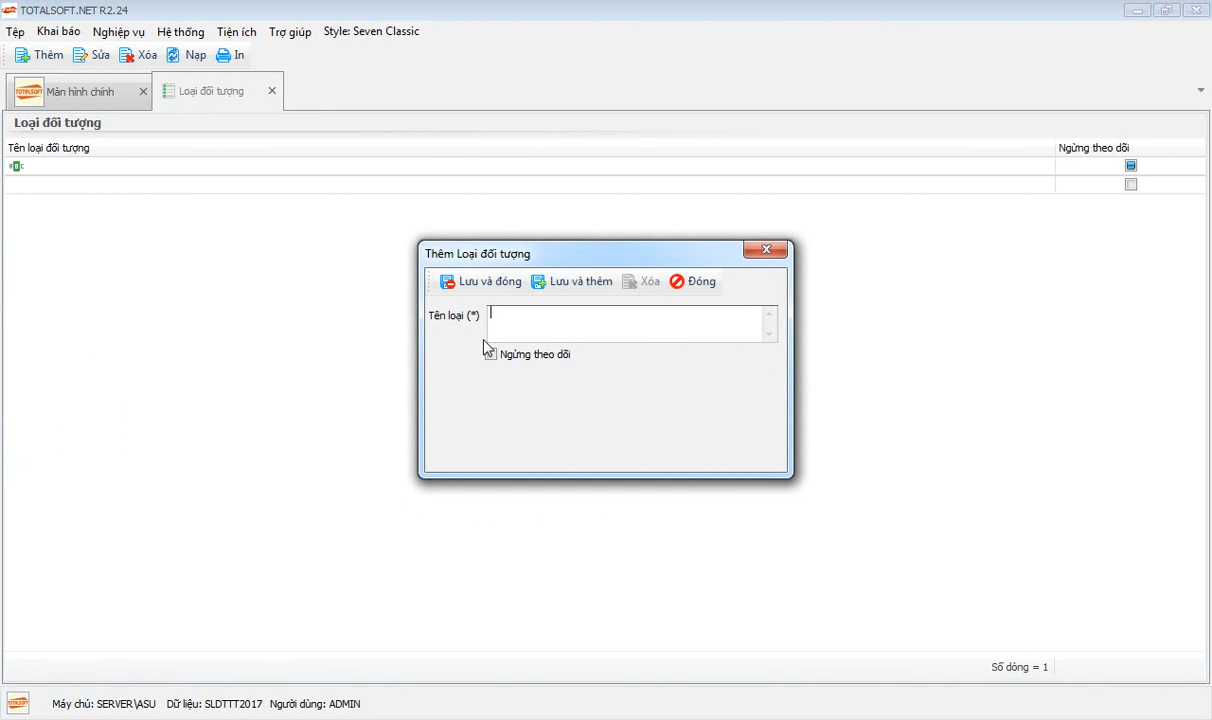 TOTALSOFT.NET R2.24
Tệp Khai báo Nghiệp vụ Hệ thống Tiện ích Trợ giúp Style: Seven Classic
Thêm Sửa Xóa Nạp In
TOTALSOFT Màn hình chính Loại đối tượng
Loại đối tượng
Tên loại đối tượng Ngừng theo dõi
ABC
Thêm Loại đối tượng
Lưu và đóng Lưu và thêm Xóa Đóng
Tên loại (*)
Ngừng theo dõi
Số dòng = 1
Máy chủ: SERVER\ASU Dữ liệu: SLDTTT2017 Người dùng: ADMIN